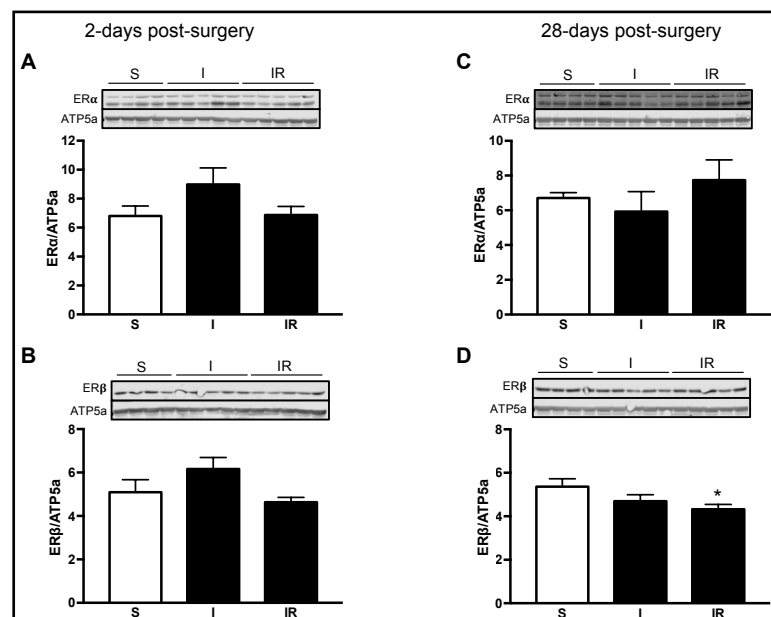 2-days post-surgery
28-days post-surgery
A
S I IR
ERα
ATP5a
ERα/ATP5a
12
10
8
6
4
2
0
S I IR
C
S I IR
ERα
ATP5a
ERα/ATP5a
10
8
6
4
2
0
S I IR
B
S I IR
ERβ
ATP5a
ERβ/ATP5a
8
6
4
2
0
S I IR
D
S I IR
ERβ
ATP5a
ERβ/ATP5a
8
6
4
2
0
*
S I IR